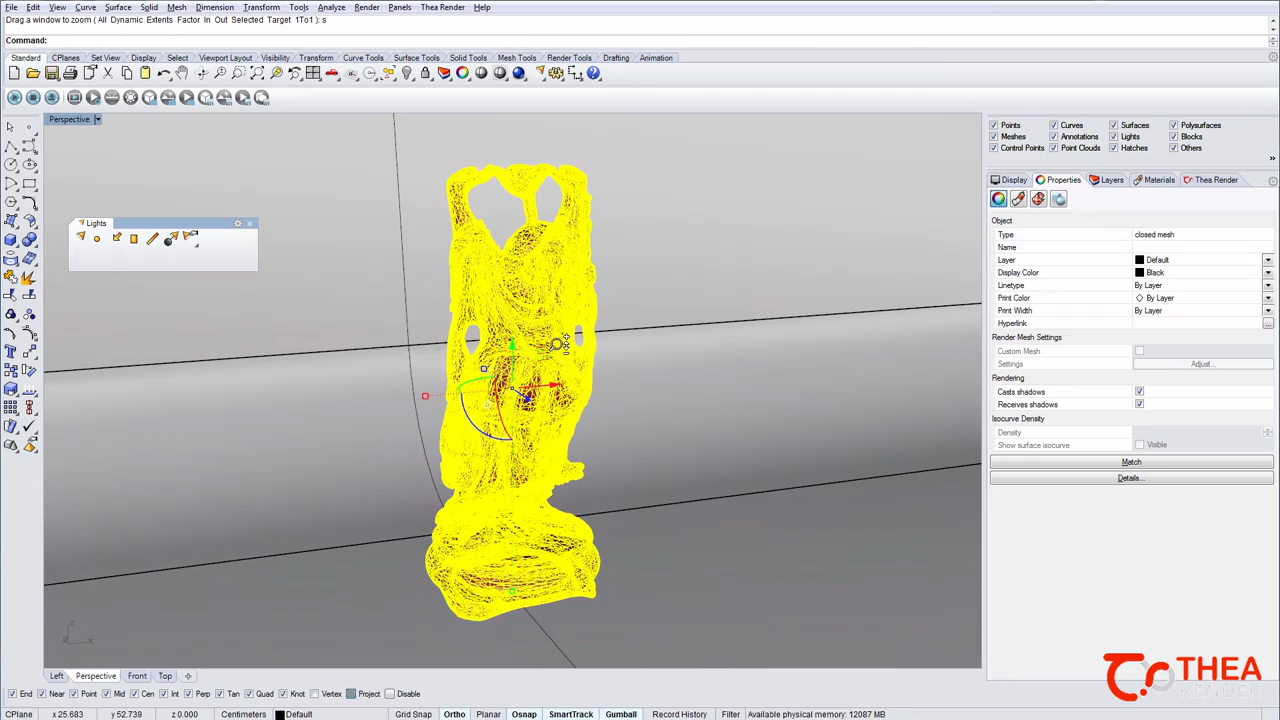 File Edit View Curve Surface Solid Mesh Dimension Transform Tools Analyze Render Panels Thea Render Help
Drag a window to zoom ( All Dynamic Extents Factor In Out Selected Target 1To1 ): s
Command:
Standard CPlanes Set View Display Select Viewport Layout Visibility Transform Curve Tools Surface Tools Solid Tools Mesh Tools Render Tools Drafting Animation
Perspective
Points Curves Surfaces Polysurfaces
Meshes Annotations Lights Blocks
Control Points Point Clouds Hatches Others
Display Properties Layers Materials Thea Render
Lights
Object
Type closed mesh
Name
Layer Default
Display Color Black
Linetype By Layer
Print Color By Layer
Print Width By Layer
Hyperlink
Render Mesh Settings
Custom Mesh
Settings Adjust...
Rendering
Casts shadows
Receives shadows
Isocurve Density
Density
Show surface isocurve Visible
Match
Details...
z
x
THEA
RENDER
Left Perspective Front Top
End Near Point Mid Cen Int Perp Tan Quad Knot Vertex Project Disable
CPlane x 25.683 y 52.739 z 0.000 Centimeters Default Grid Snap Ortho Planar Osnap SmartTrack Gumball Record History Filter Available physical memory: 12087 MB